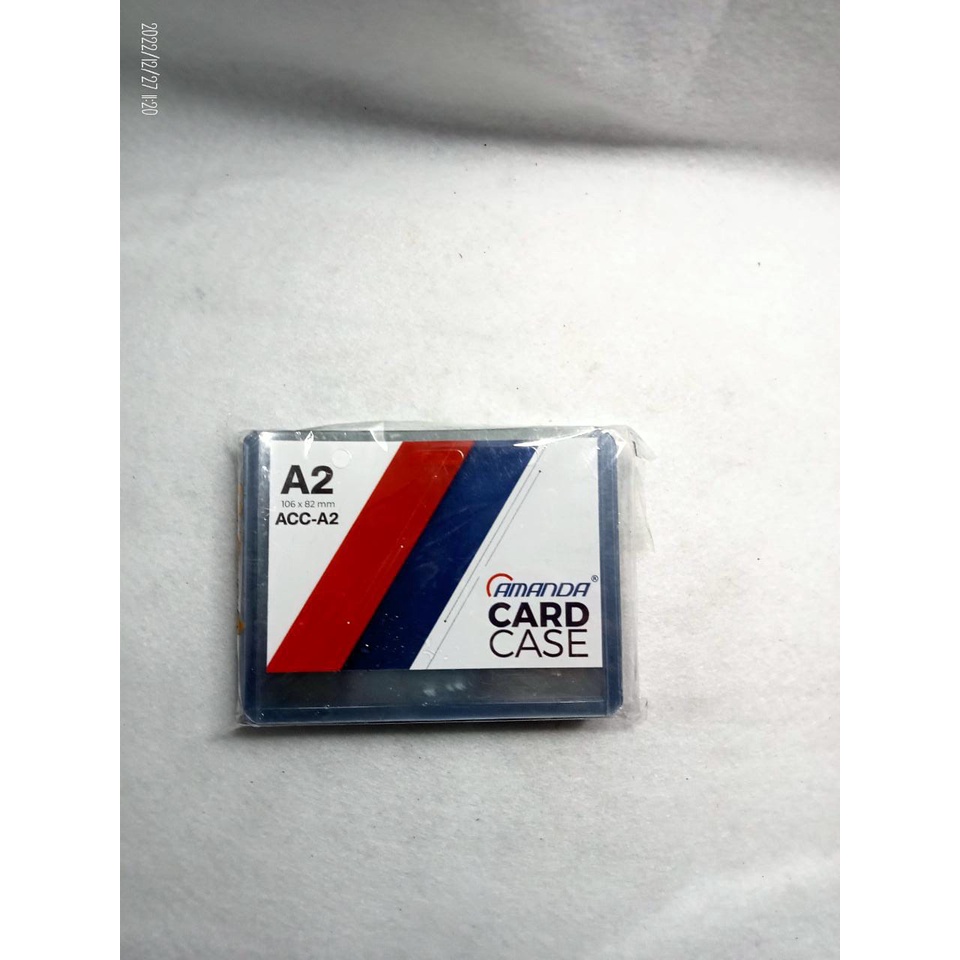 2022/12/27 11:20
A2
106 x 82 mm
ACC-A2
AMANDA®
CARD
CASE